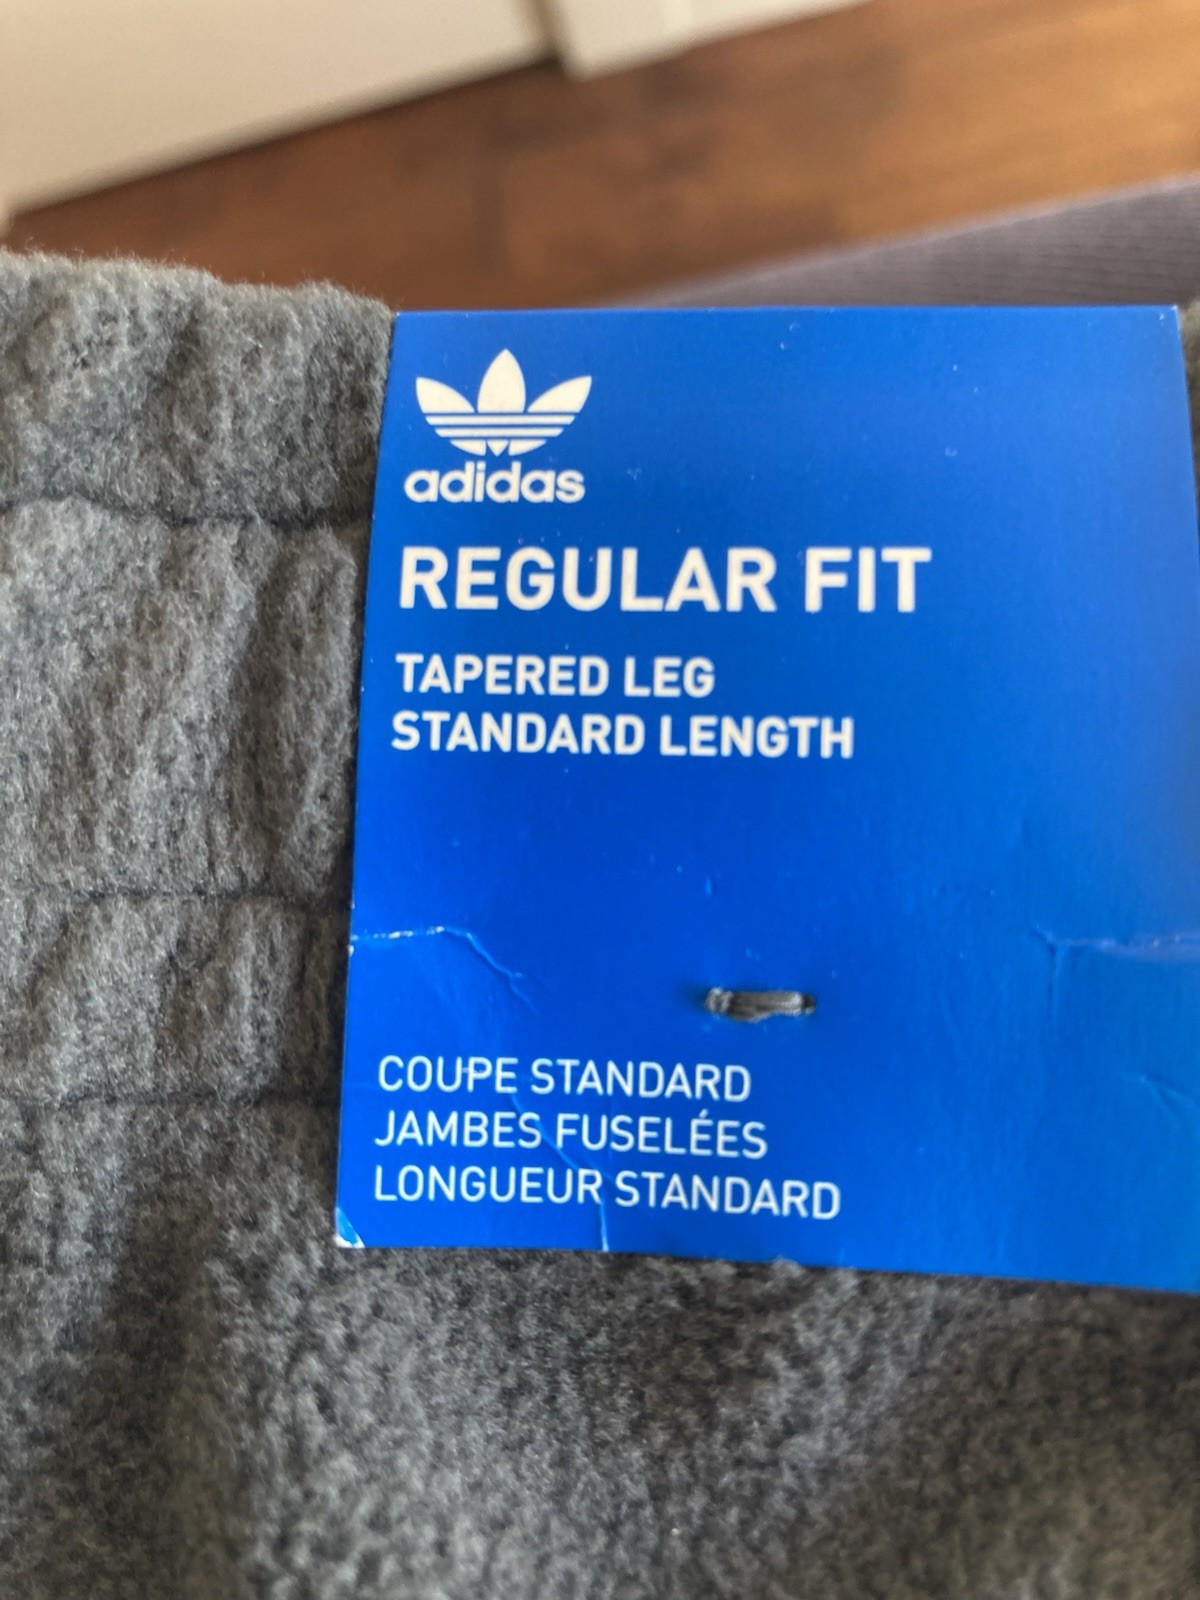 adidas
REGULAR FIT
TAPERED LEG
STANDARD LENGTH
COUPE STANDARD
JAMBES FUSELÉES
LONGUEUR STANDARD